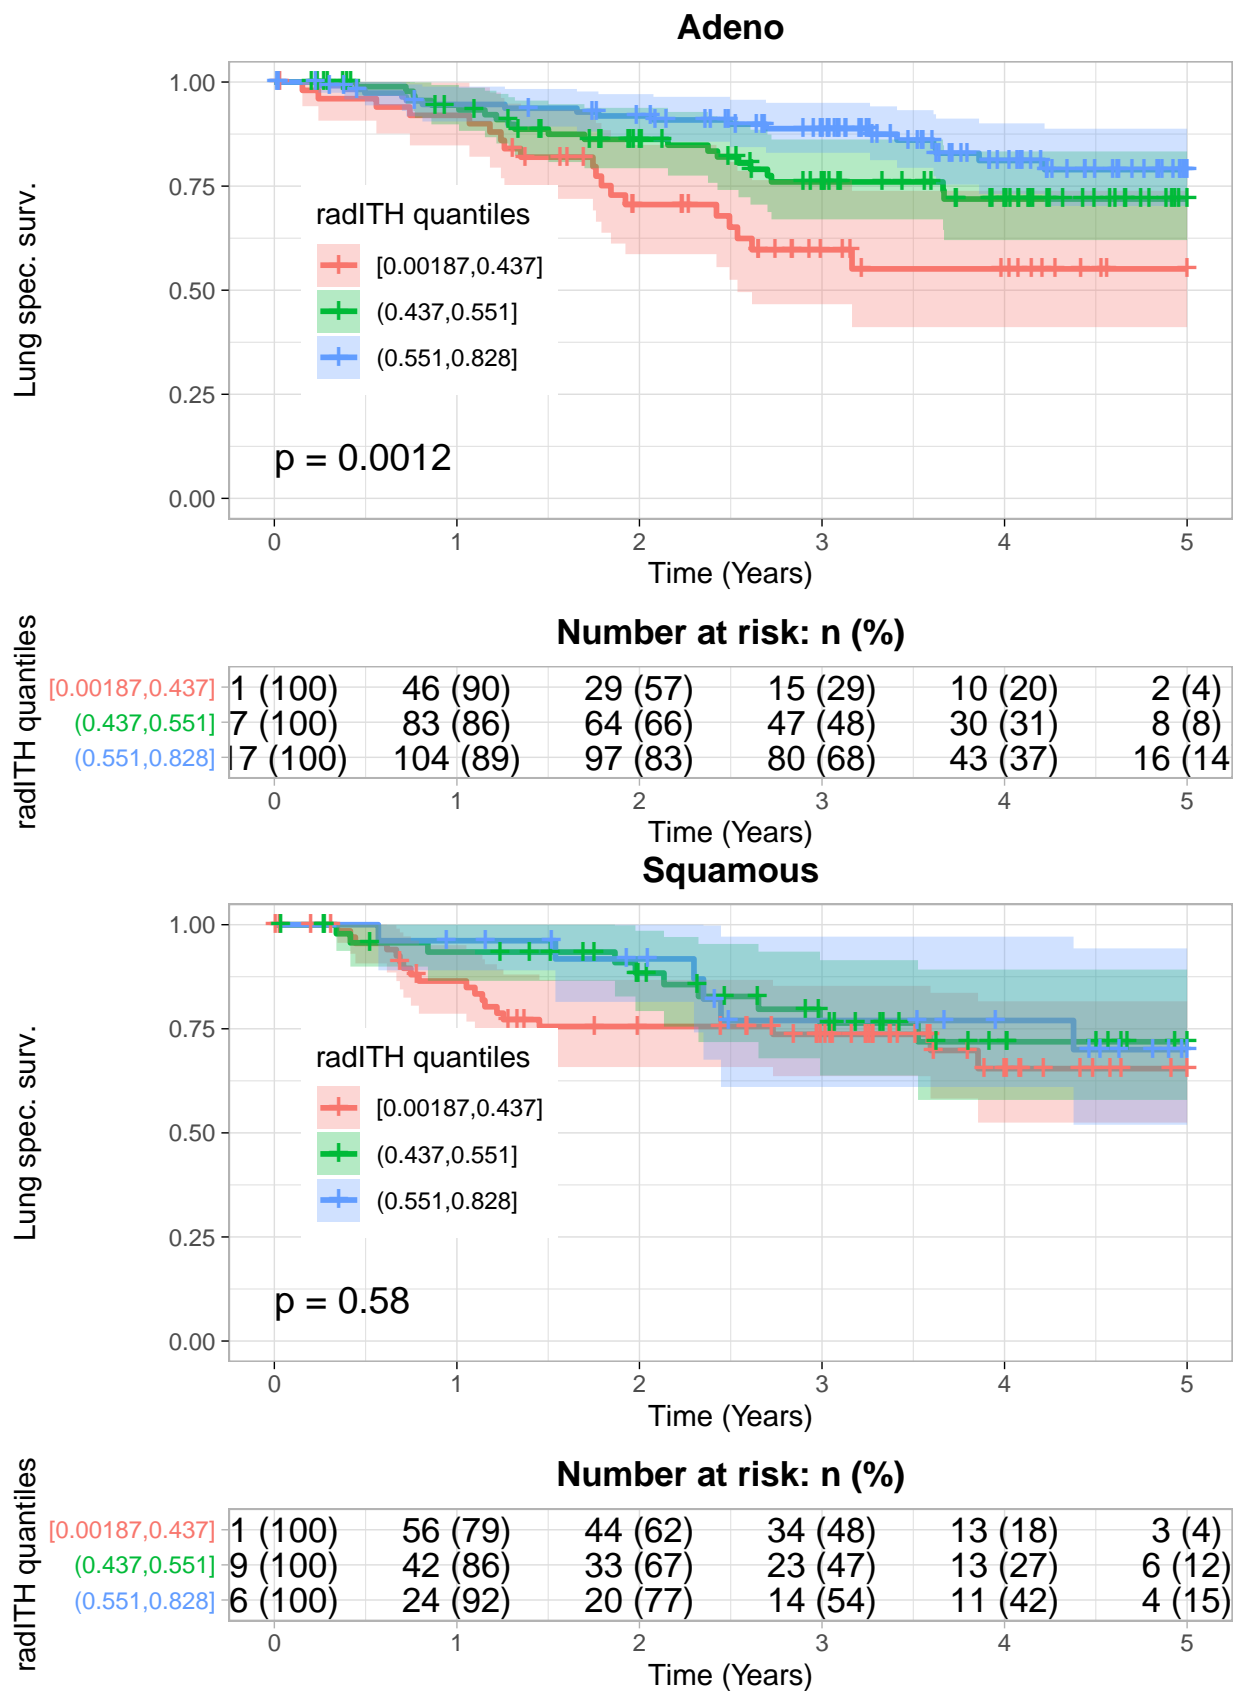 Adeno
Lung spec. surv.
1.00
0.75
0.50
0.25
0.00
radITH quantiles
[0.00187,0.437]
(0.437,0.551]
(0.551,0.828]
p = 0.0012
0 1 2 3 4 5
Time (Years)
Number at risk: n (%)
radITH quantiles
[0.00187,0.437] 1 (100) 46 (90) 29 (57) 15 (29) 10 (20) 2 (4)
(0.437,0.551] 7 (100) 83 (86) 64 (66) 47 (48) 30 (31) 8 (8)
(0.551,0.828] 17 (100) 104 (89) 97 (83) 80 (68) 43 (37) 16 (14
0 1 2 3 4 5
Time (Years)
Squamous
Lung spec. surv.
1.00
0.75
0.50
0.25
0.00
radITH quantiles
[0.00187,0.437]
(0.437,0.551]
(0.551,0.828]
p = 0.58
0 1 2 3 4 5
Time (Years)
Number at risk: n (%)
radITH quantiles
[0.00187,0.437] 1 (100) 56 (79) 44 (62) 34 (48) 13 (18) 3 (4)
(0.437,0.551] 9 (100) 42 (86) 33 (67) 23 (47) 13 (27) 6 (12)
(0.551,0.828] 6 (100) 24 (92) 20 (77) 14 (54) 11 (42) 4 (15)
0 1 2 3 4 5
Time (Years)